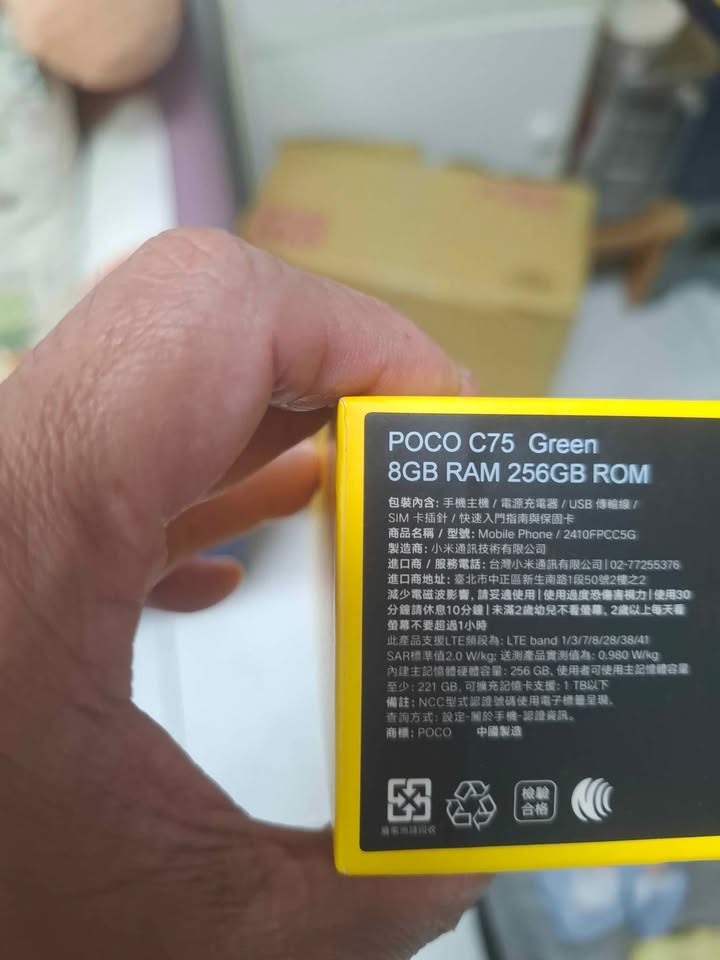 POCO C75 Green
8GB RAM 256GB ROM
包裝內含: 手機主機 / 電源充電器 / USB 傳輸線 /
SIM 卡插針 / 快速入門指南與保固卡
商品名稱 / 型號: Mobile Phone / 2410FPCC5G
製造商: 小米通訊技術有限公司
進口商 / 服務電話: 台灣小米通訊有限公司 | 02-77255376
進口商地址: 臺北市中正區新生南路1段50號2樓之2
減少電磁波影響, 請妥適使用 | 使用過度恐傷害視力 | 使用30
分鐘請休息10分鐘 | 未滿2歲幼兒不看螢幕, 2歲以上每天看
螢幕不要超過1小時
此產品支援LTE頻段為: LTE band 1/3/7/8/28/38/41
SAR標準值2.0 W/kg; 送測產品實測值為: 0.980 W/kg
內建主記憶體硬體容量: 256 GB, 使用者可使用主記憶體容量
至少: 221 GB, 可擴充記憶卡支援: 1 TB以下
備註: NCC型式認證號碼使用電子標籤呈現,
查詢方式: 設定-關於手機-認證資訊。
商標: POCO 中國製造
檢驗
合格
廢電池請回收